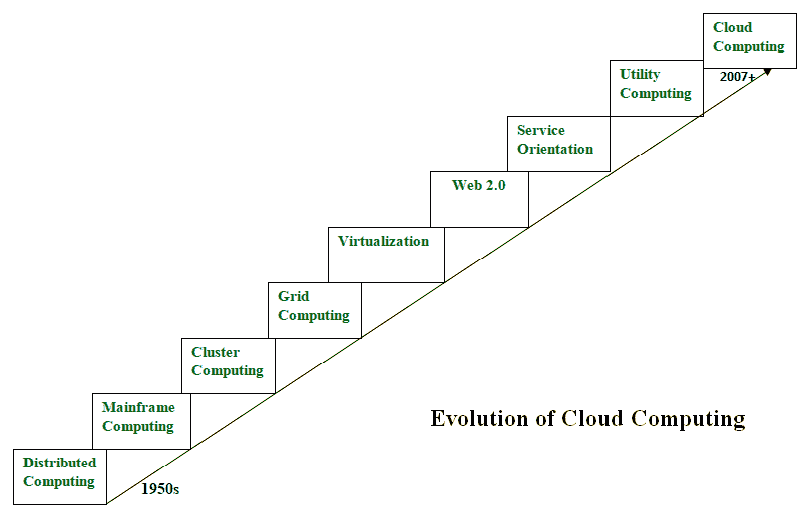 Cloud
Computing
2007+
Utility
Computing
Service
Orientation
Web 2.0
Virtualization
Grid
Computing
Cluster
Computing
Mainframe
Computing
Evolution of Cloud Computing
Distributed
Computing
1950s